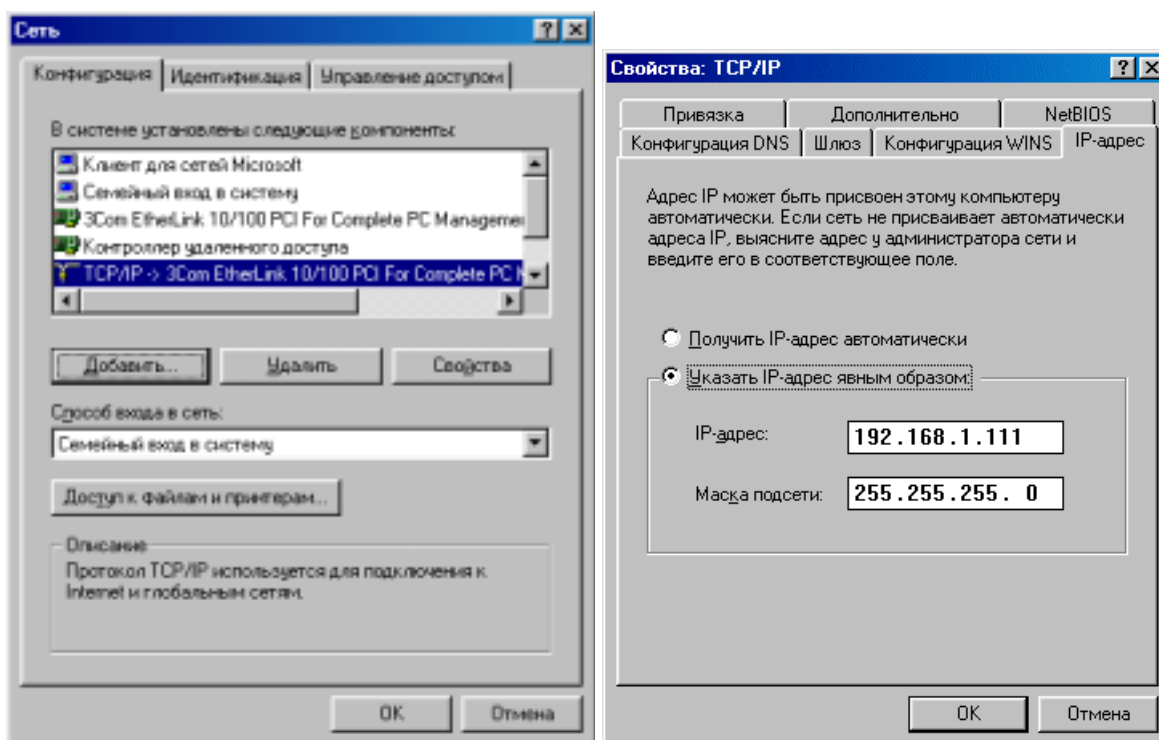 Сеть
Конфигурация Идентификация Управление доступом
В системе установлены следующие компоненты:
Клиент для сетей Microsoft
Семейный вход в систему
3Com EtherLink 10/100 PCI For Complete PC Manageme
Контроллер удаленного доступа
TCP/IP -> 3Com EtherLink 10/100 PCI For Complete PC
Добавить... Удалить Свойства
Способ входа в сеть:
Семейный вход в систему
Доступ к файлам и принтерам...
Описание
Протокол TCP/IP используется для подключения к
Internet и глобальным сетям.
OK Отмена
Свойства: TCP/IP
Привязка Дополнительно NetBIOS
Конфигурация DNS Шлюз Конфигурация WINS IP-адрес
Адрес IP может быть присвоен этому компьютеру
автоматически. Если сеть не присваивает автоматически
адреса IP, выясните адрес у администратора сети и
введите его в соответствующее поле.
Получить IP-адрес автоматически
Указать IP-адрес явным образом:
IP-адрес: 192.168.1.111
Маска подсети: 255.255.255. 0
OK Отмена